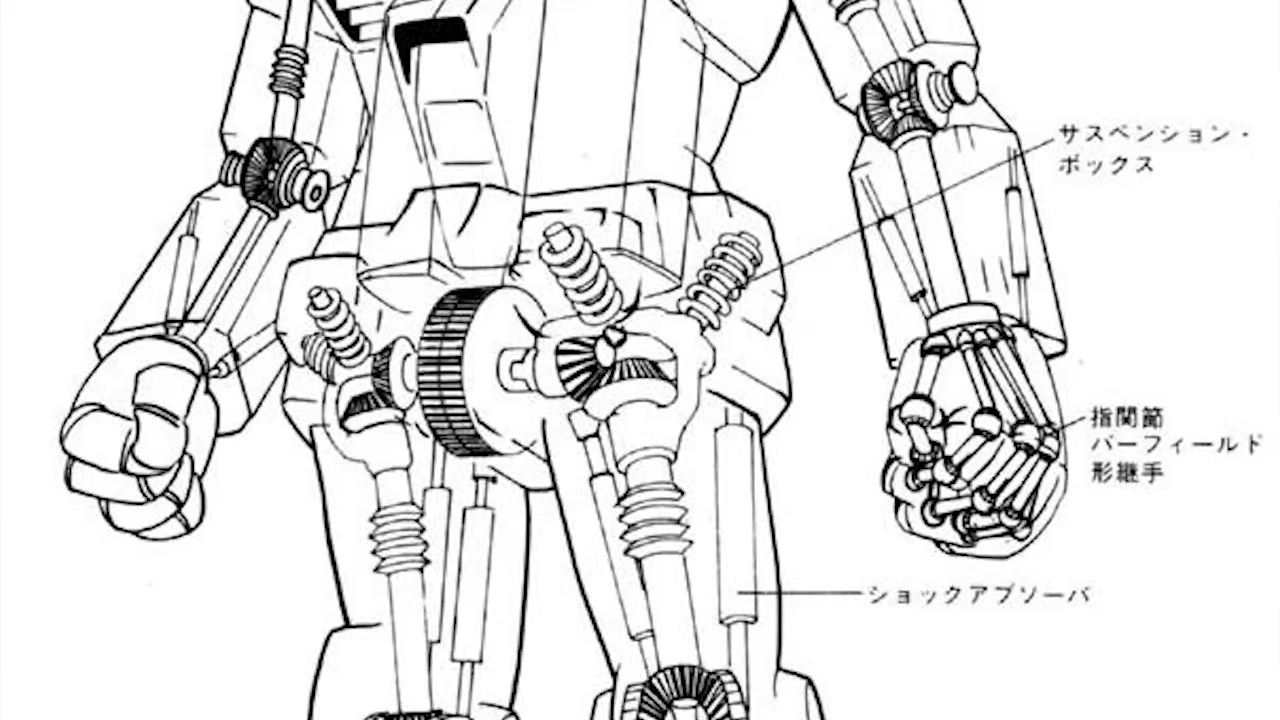 サスペンション・
ボックス
指関節
バーフィールド
形継手
ショックアブソーバ